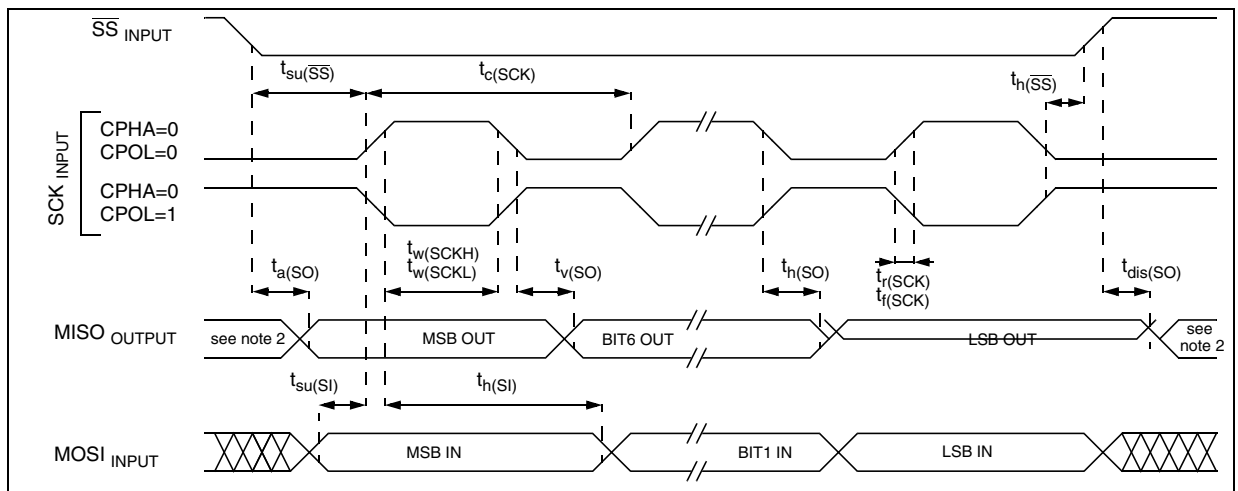 SS INPUT
tsu(SS)
tc(SCK)
th(SS)
SCK INPUT
CPHA=0
CPOL=0
CPHA=0
CPOL=1
ta(SO)
tw(SCKH)
tw(SCKL)
tv(SO)
th(SO)
tr(SCK)
tf(SCK)
tdis(SO)
MISO OUTPUT
see note 2
MSB OUT
BIT6 OUT
LSB OUT
see
note 2
tsu(SI)
th(SI)
MOSI INPUT
MSB IN
BIT1 IN
LSB IN